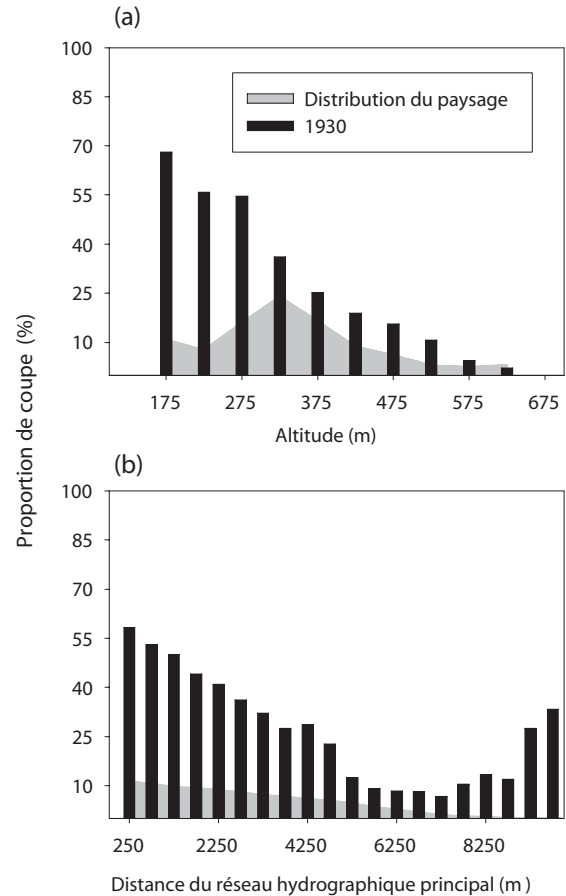 (a)
100
85
70
55
40
25
10
Distribution du paysage
1930
175 275 375 475 575 675
Altitude (m)
Proportion de coupe (%)
(b)
100
85
70
55
40
25
10
250 2250 4250 6250 8250
Distance du réseau hydrographique principal (m )